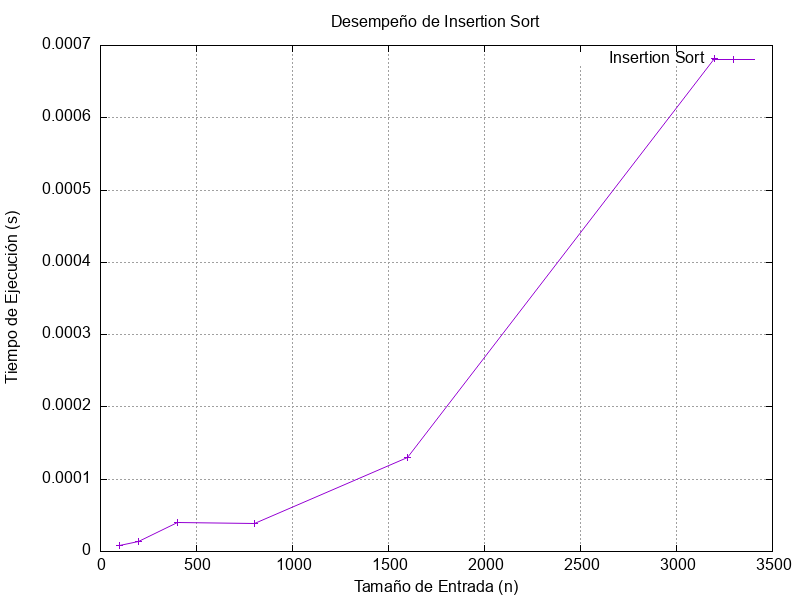 Desempeño de Insertion Sort
0.0007
0.0006
0.0005
0.0004
0.0003
0.0002
0.0001
0
Tiempo de Ejecución (s)
Insertion Sort
0 500 1000 1500 2000 2500 3000 3500
Tamaño de Entrada (n)